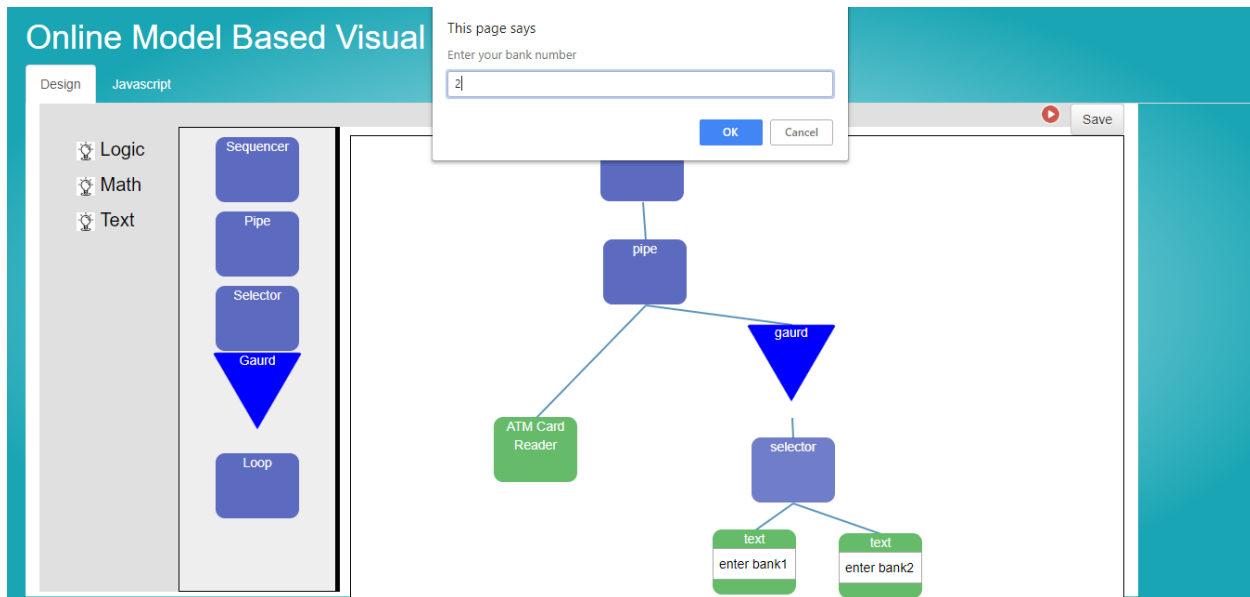 Online Model Based Visual
This page says
Enter your bank number
2
OK
Cancel
Design
Javascript
Save
Logic
Math
Text
Sequencer
Pipe
Selector
Gaurd
Loop
pipe
gaurd
ATM Card
Reader
selector
text
enter bank1
text
enter bank2